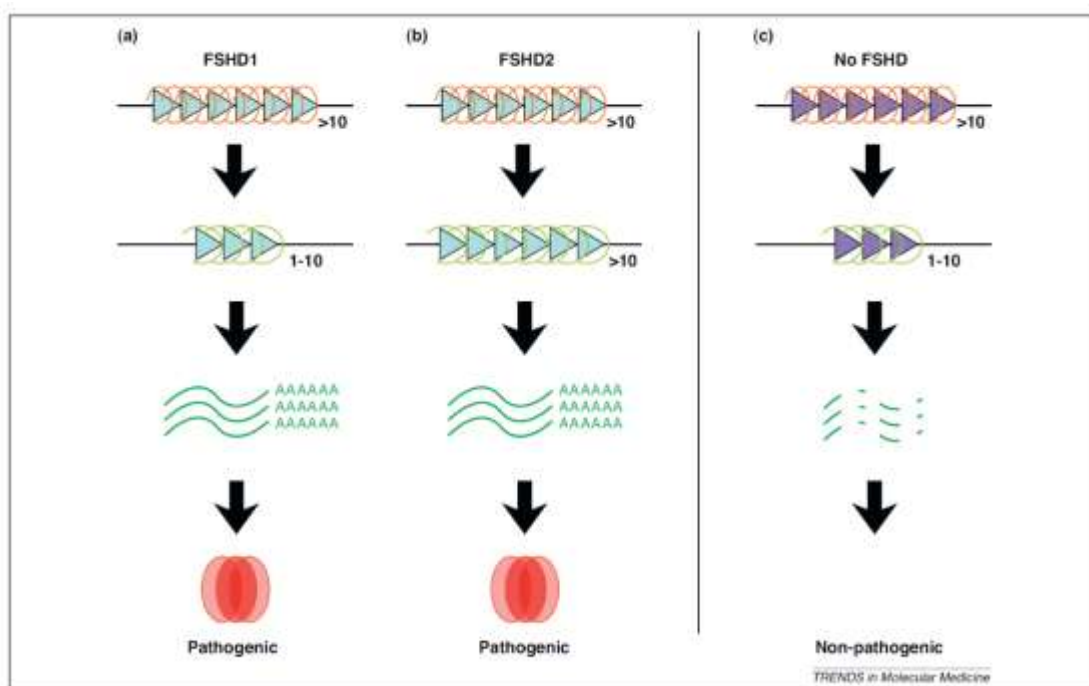 (a)
FSHD1
>10
1-10
AAAAAA
AAAAAA
AAAAAA
Pathogenic
(b)
FSHD2
>10
>10
AAAAAA
AAAAAA
AAAAAA
Pathogenic
(c)
No FSHD
>10
1-10
Non-pathogenic
TRENDS in Molecular Medicine